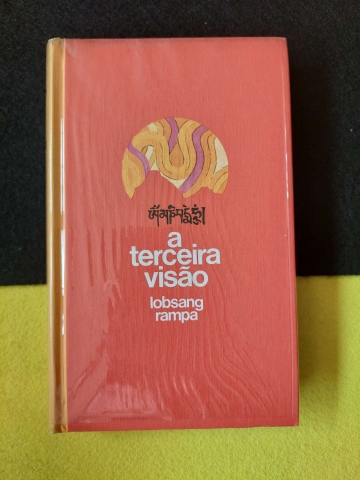 a
terceira
visão
lobsang
rampa